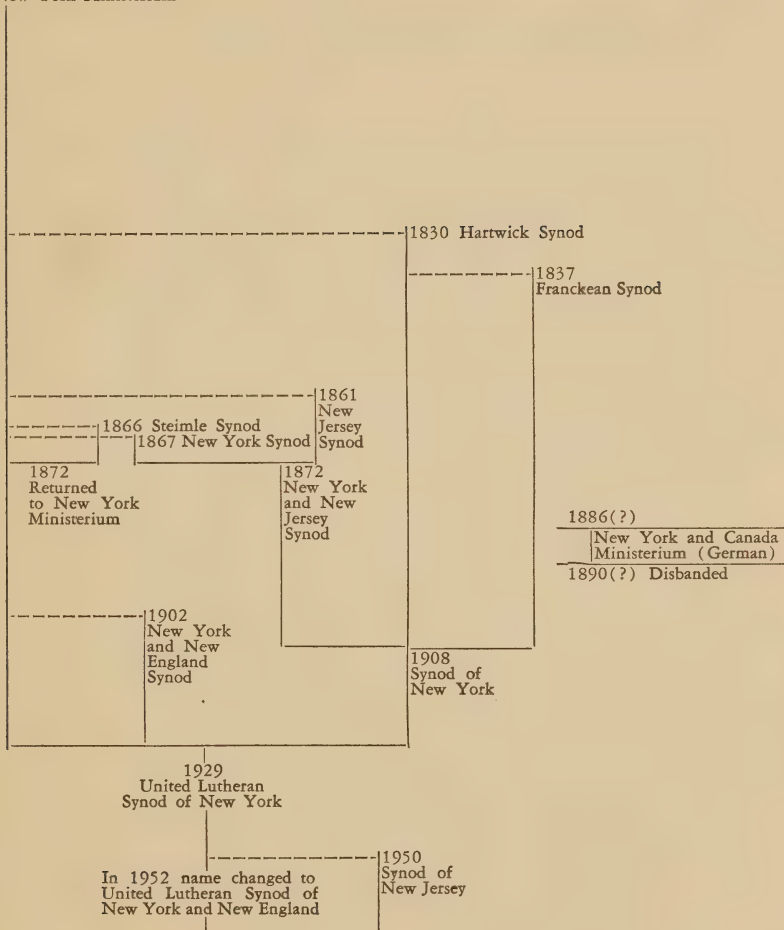 1830 Hartwick Synod
1837
Franckean Synod
1861
New
Jersey
Synod
1866 Steimle Synod
1867 New York Synod
1872
Returned
to New York
Ministerium
1872
New York
and New
Jersey
Synod
1886(?)
New York and Canada
Ministerium (German)
1890(?) Disbanded
1902
New York
and New
England
Synod
1908
Synod of
New York
1929
United Lutheran
Synod of New York
1950
Synod of
New Jersey
In 1952 name changed to
United Lutheran Synod of
New York and New England